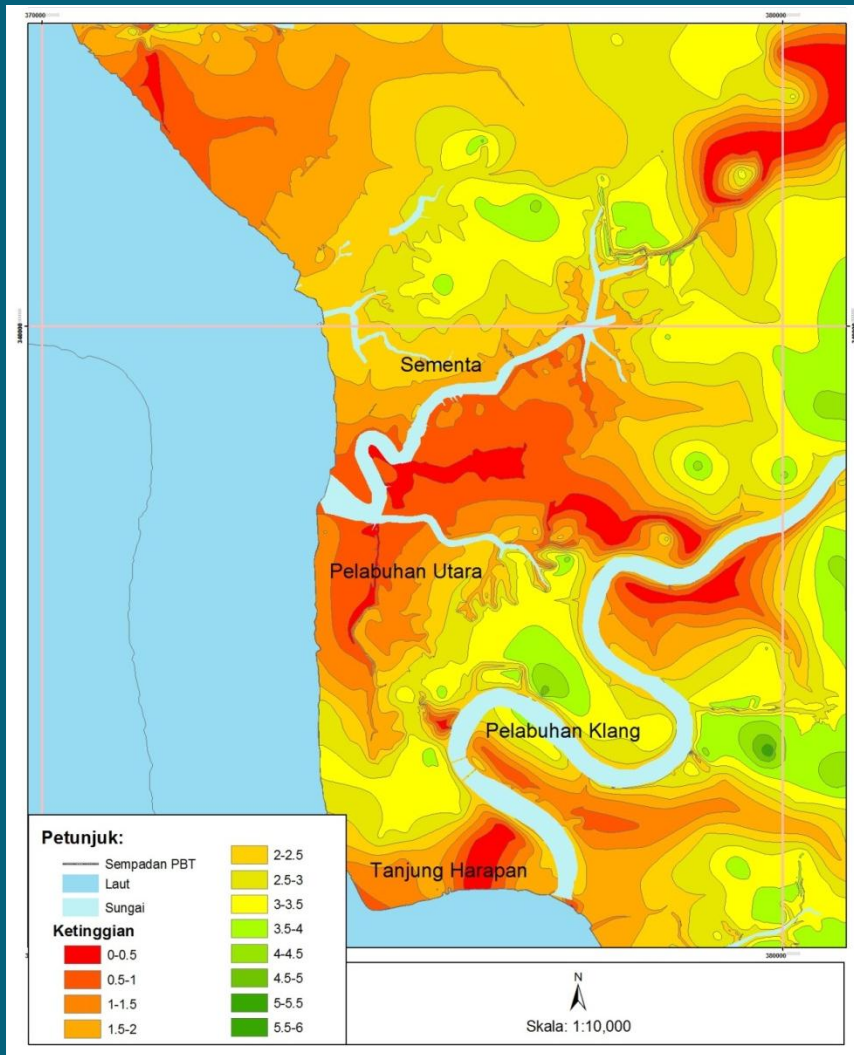 370000
380000
348000
Sementa
Pelabuhan Utara
Pelabuhan Klang
Tanjung Harapan
Petunjuk:
Sempadan PBT
Laut
Sungai
Ketinggian
0-0.5
0.5-1
1-1.5
1.5-2
2-2.5
2.5-3
3-3.5
3.5-4
4-4.5
4.5-5
5-5.5
5.5-6
380000
N
Skala: 1:10,000